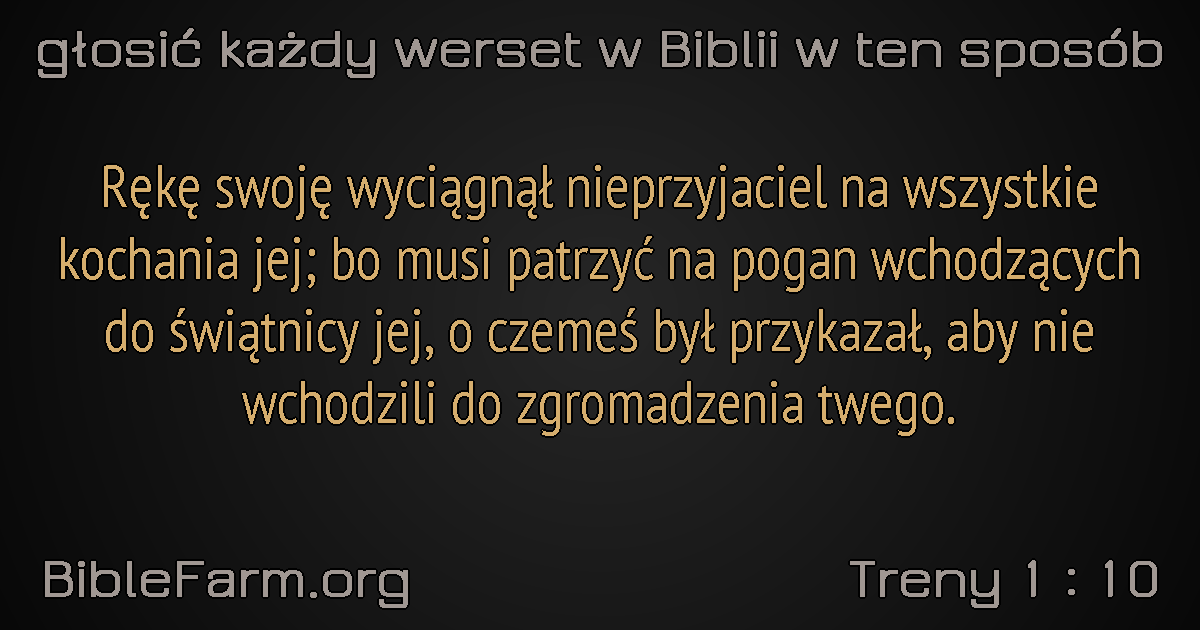 głosić każdy werset w Biblii w ten sposób
Rękę swoję wyciągnął nieprzyjaciel na wszystkie
kochania jej; bo musi patrzyć na pogan wchodzących
do świątnicy jej, o czemeś był przykazał, aby nie
wchodzili do zgromadzenia twego.
BibleFarm.org
Treny 1 : 10